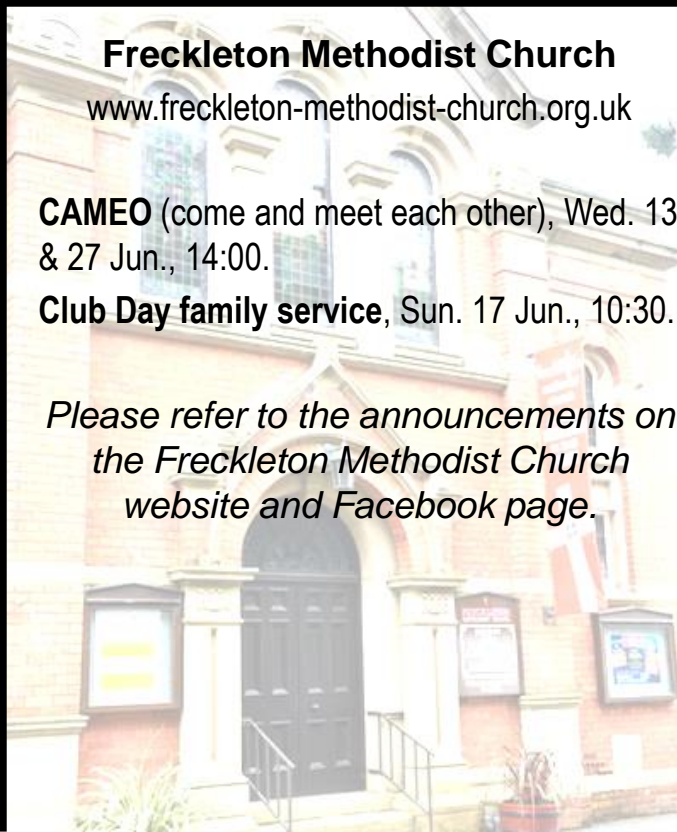 Freckleton Methodist Church
www.freckleton-methodist-church.org.uk
CAMEO (come and meet each other), Wed. 13
& 27 Jun., 14:00.
Club Day family service, Sun. 17 Jun., 10:30.
Please refer to the announcements on
the Freckleton Methodist Church
website and Facebook page.